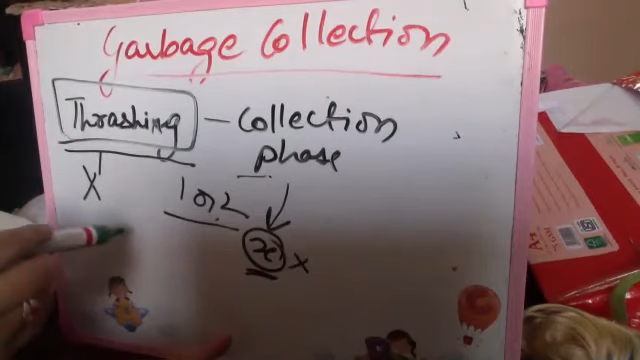 Garbage Collection
Thrashing — Collection
phase
X
1 or 2
x x